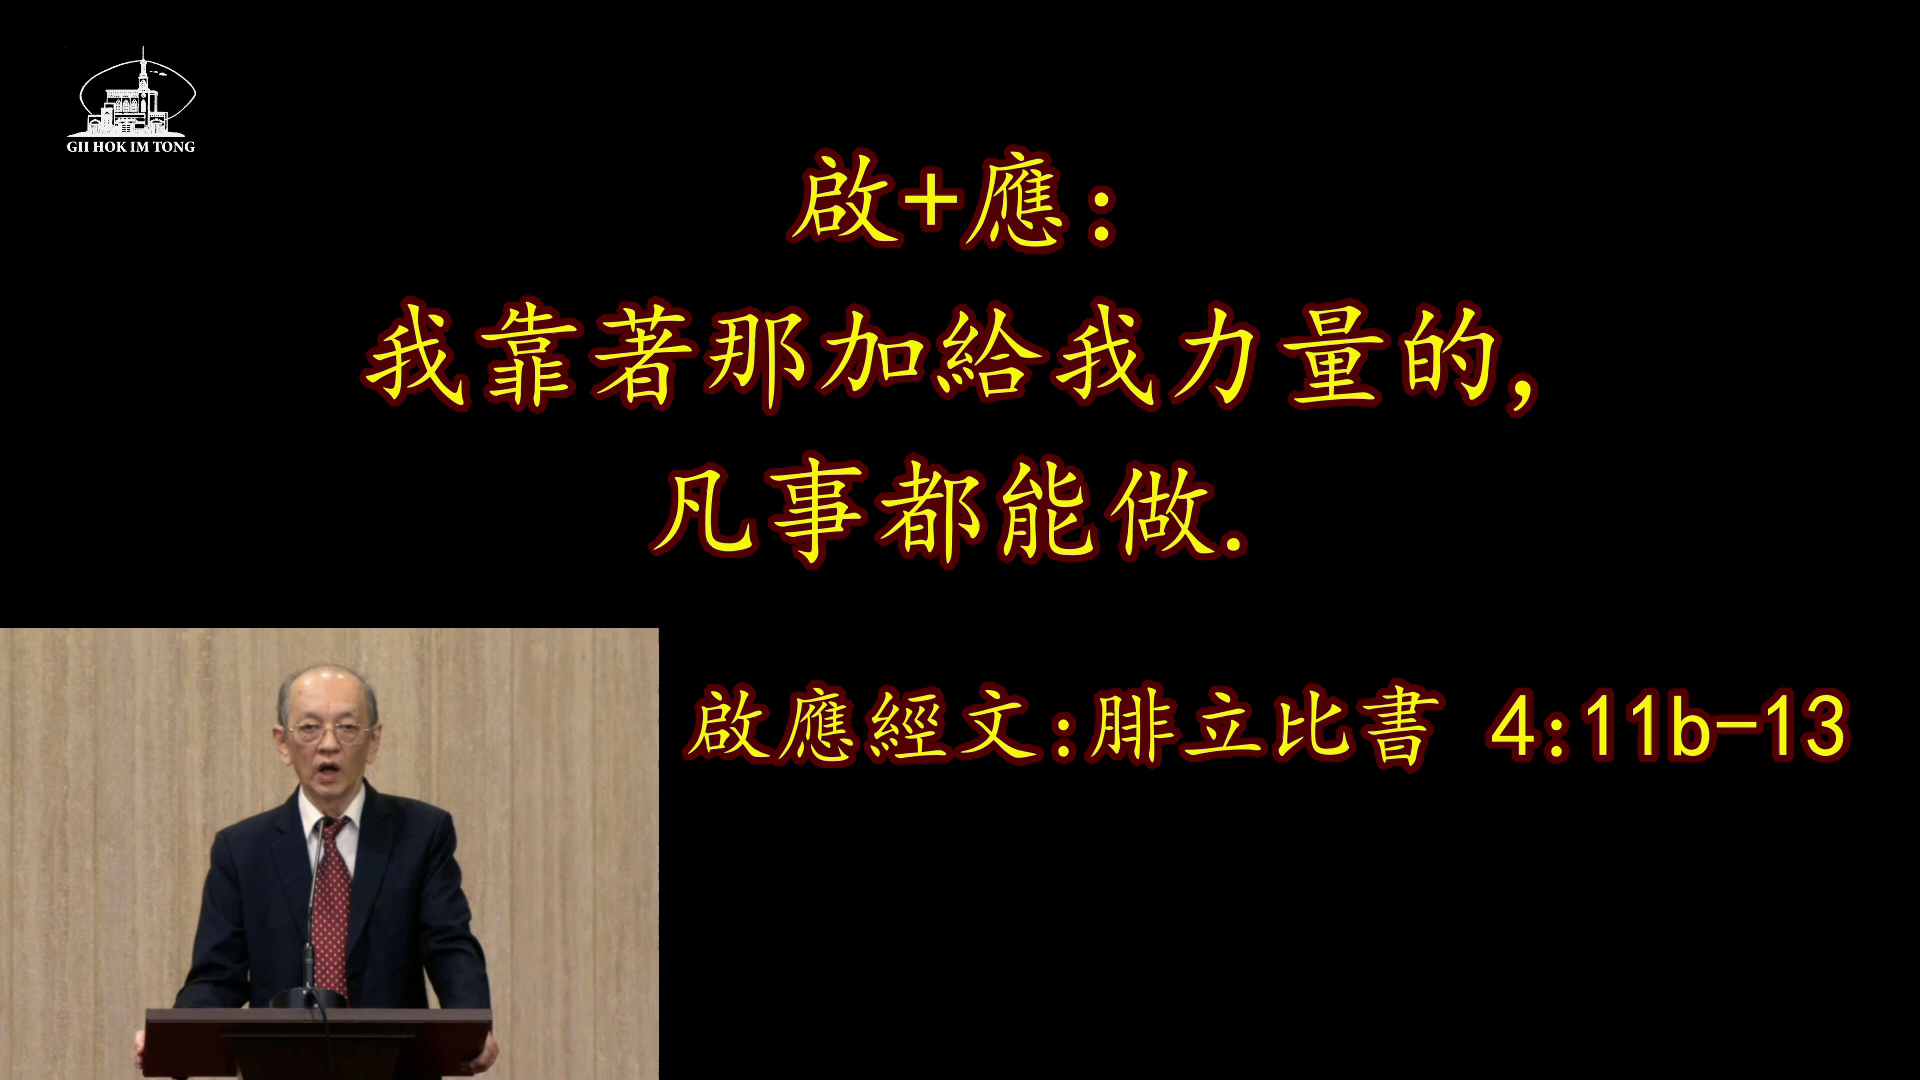 GII HOK IM TONG
啟+應:
我靠著那加給我力量的,
凡事都能做.
啟應經文:腓立比書 4:11b-13